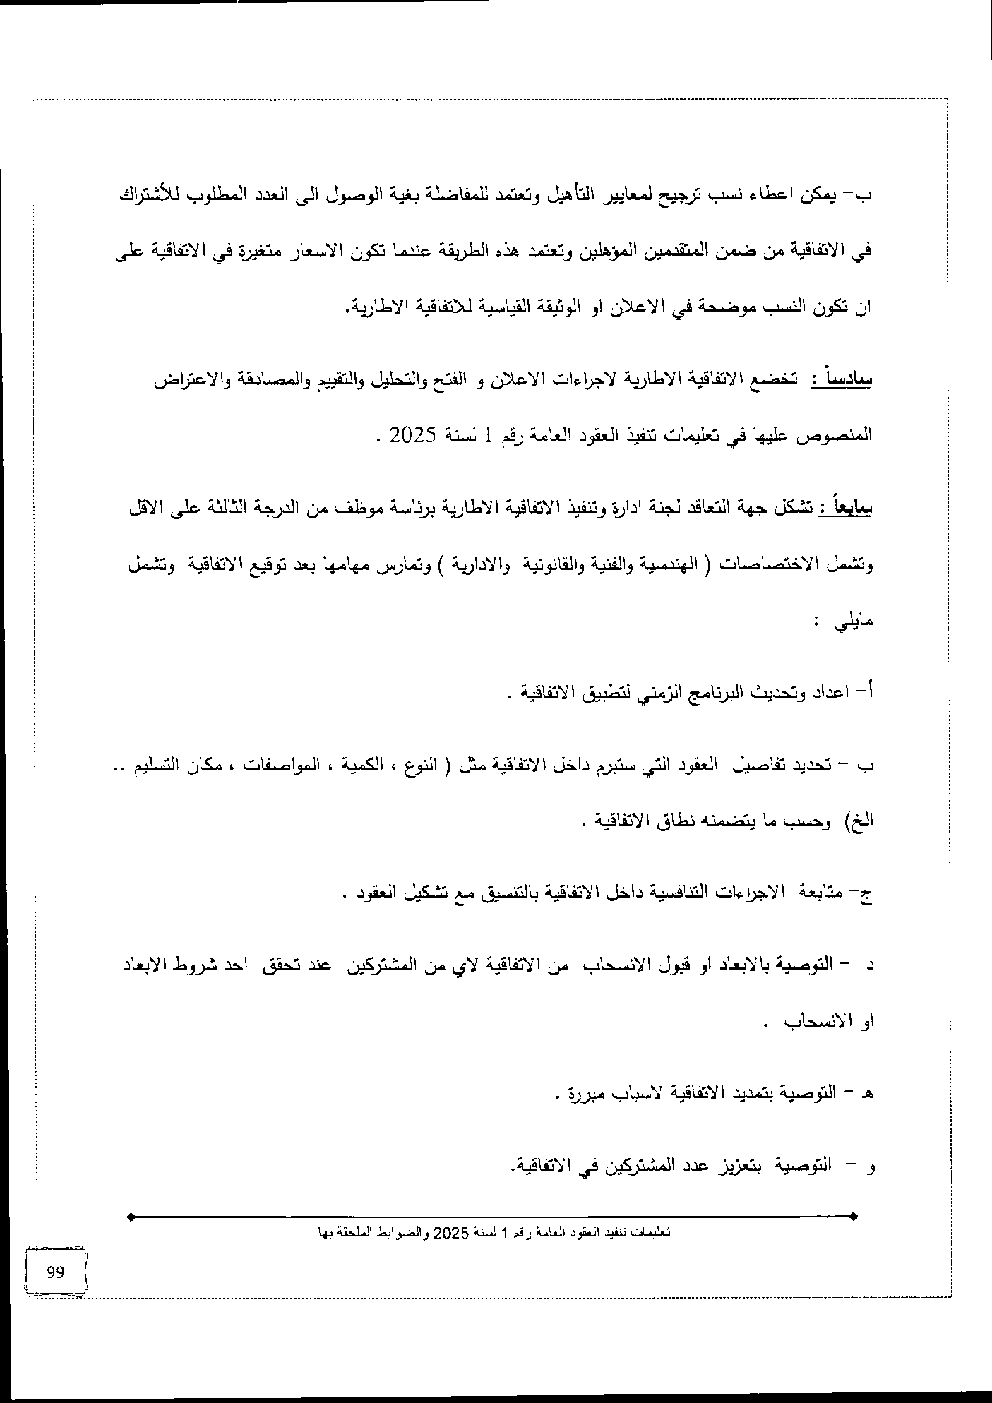 ب- يمكن اعطاء نسب ترجيح لمعايير التأهيل وتعتمد للمفاضلة بغية الوصول الى العدد المطلوب للأشتراك
في الاتفاقية من ضمن المتقدمين المؤهلين وتعتمد هذه الطريقة عندما تكون الاسعار متغيرة في الاتفاقية على
ان تكون النسب موضحة في الاعلان او الوثيقة القياسية للاتفاقية الاطارية.
سادساً : تخضع الاتفاقية الاطارية لاجراءات الاعلان و الفتح والتحليل والتقييم والمصادقة والاعتراض
المنصوص عليها في تعليمات تنفيذ العقود العامة رقم 1 لسنة 2025 .
سابعاً : تشكل جهة التعاقد لجنة ادارة وتنفيذ الاتفاقية الاطارية برئاسة موظف من الدرجة الثالثة على الاقل
وتشمل الاختصاصات ( الهندسية والفنية والقانونية والادارية ) وتمارس مهامها بعد توقيع الاتفاقية وتشمل
مايلي :
أ- اعداد وتحديث البرنامج الزمني لتطبيق الاتفاقية .
ب - تحديد تفاصيل العقود التي ستبرم داخل الاتفاقية مثل ( النوع ، الكمية ، المواصفات ، مكان التسليم ..
الخ) وحسب ما يتضمنه نطاق الاتفاقية .
ج- متابعة الاجراءات التنافسية داخل الاتفاقية بالتنسيق مع تشكيل العقود .
د - التوصية بالابعاد او قبول الانسحاب من الاتفاقية لاي من المشتركين عند تحقق احد شروط الابعاد
او الانسحاب .
هـ - التوصية بتمديد الاتفاقية لاسباب مبررة .
و - التوصية بتعزيز عدد المشتركين في الاتفاقية.
تعليمات تنفيذ العقود العامة رقم 1 لسنة 2025 والضوابط الملحقة بها
99